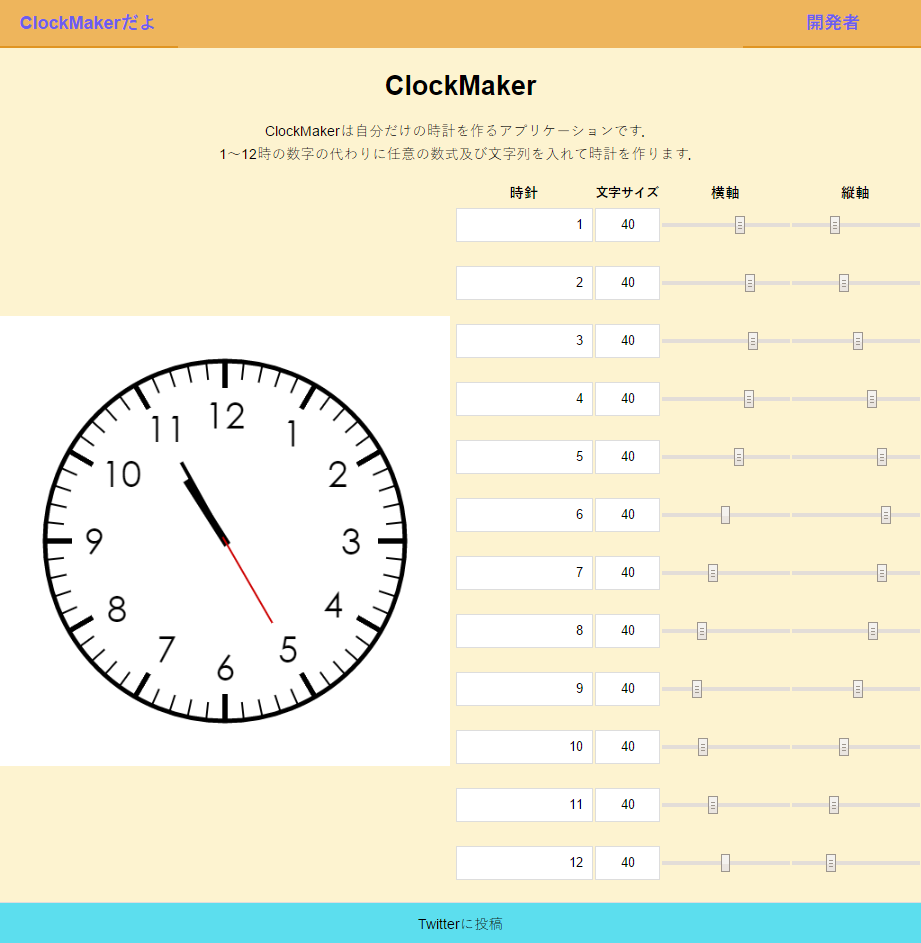 ClockMakerだよ
開発者
ClockMaker
ClockMakerは自分だけの時計を作るアプリケーションです.
1～12時の数字の代わりに任意の数式及び文字列を入れて時計を作ります.
時針 文字サイズ 横軸 縦軸
1 40
2 40
3 40
4 40
5 40
6 40
7 40
8 40
9 40
10 40
11 40
12 40
12
11 1
10 2
9 3
8 4
7 5
6
Twitterに投稿